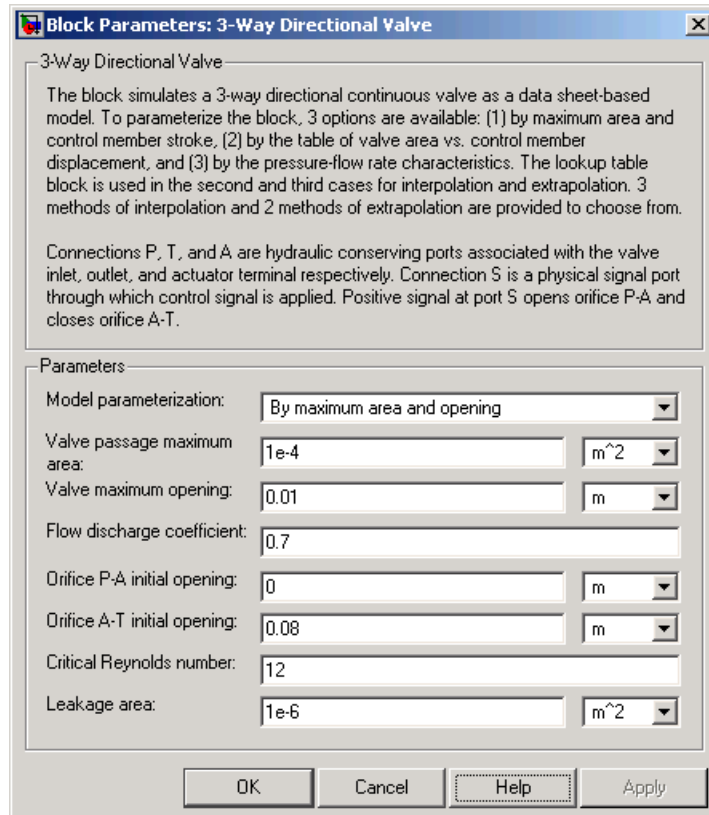 Block Parameters: 3-Way Directional Valve
3-Way Directional Valve
The block simulates a 3-way directional continuous valve as a data sheet-based
model. To parameterize the block, 3 options are available: (1) by maximum area and
control member stroke, (2) by the table of valve area vs. control member
displacement, and (3) by the pressure-flow rate characteristics. The lookup table
block is used in the second and third cases for interpolation and extrapolation. 3
methods of interpolation and 2 methods of extrapolation are provided to choose from.
Connections P, T, and A are hydraulic conserving ports associated with the valve
inlet, outlet, and actuator terminal respectively. Connection S is a physical signal port
through which control signal is applied. Positive signal at port S opens orifice P-A and
closes orifice A-T.
Parameters
Model parameterization: By maximum area and opening
Valve passage maximum
area: 1e-4 m^2
Valve maximum opening: 0.01 m
Flow discharge coefficient: 0.7
Orifice P-A initial opening: 0 m
Orifice A-T initial opening: 0.08 m
Critical Reynolds number: 12
Leakage area: 1e-6 m^2
OK Cancel Help Apply